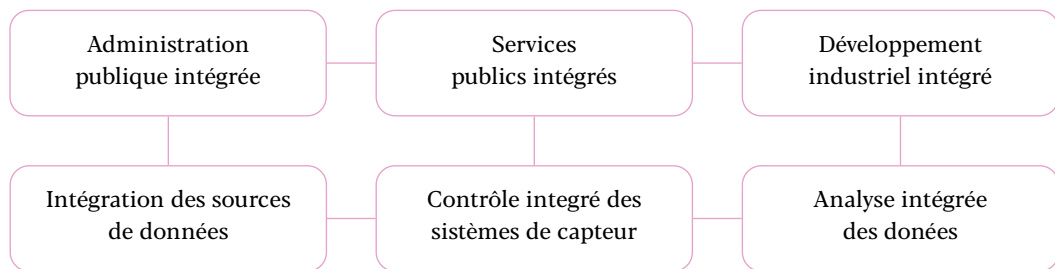 Administration
publique intégrée
Services
publics intégrés
Développement
industriel intégré
Intégration des sources
de données
Contrôle integré des
sistèmes de capteur
Analyse intégrée
des donées